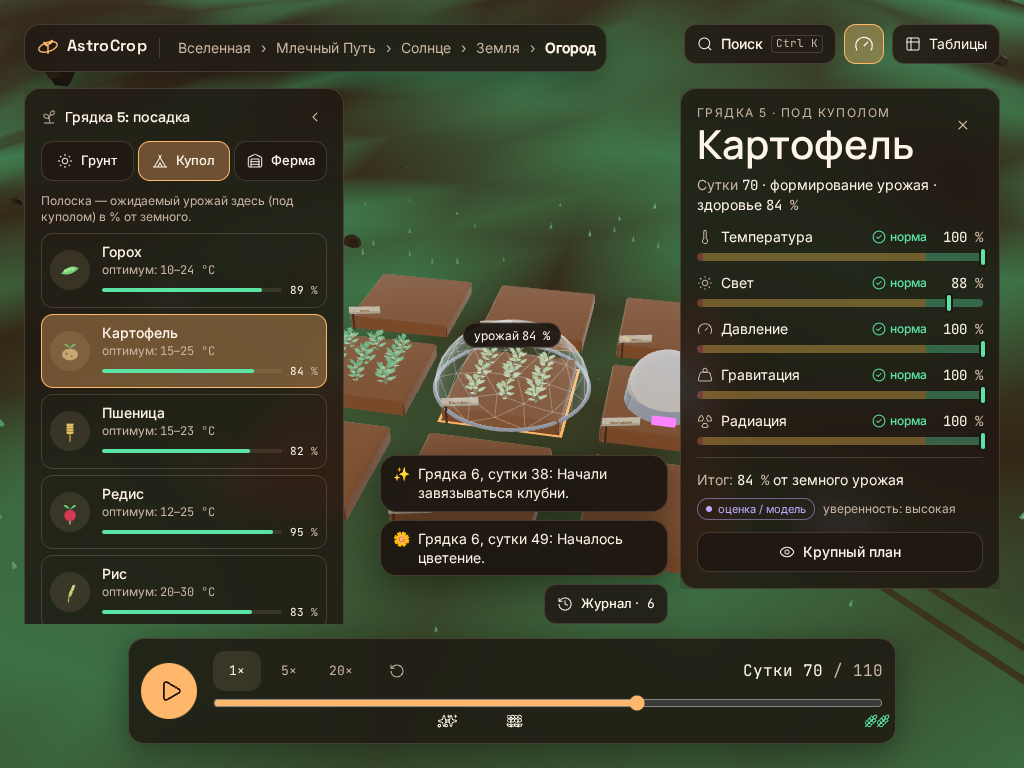 AstroCrop
Вселенная › Млечный Путь › Солнце › Земля › Огород
Поиск Ctrl K
Таблицы
Грядка 5: посадка
Грунт
Купол
Ферма
Полоска — ожидаемый урожай здесь (под
куполом) в % от земного.
Горох
оптимум: 10–24 °C
89 %
Картофель
оптимум: 15–25 °C
84 %
Пшеница
оптимум: 15–23 °C
82 %
Редис
оптимум: 12–25 °C
95 %
Рис
оптимум: 20–30 °C
83 %
урожай 84 %
Грядка 6, сутки 38: Начали
завязываться клубни.
Грядка 6, сутки 49: Началось
цветение.
Журнал · 6
ГРЯДКА 5 · ПОД КУПОЛОМ
Картофель
Сутки 70 · формирование урожая ·
здоровье 84 %
Температура норма 100 %
Свет норма 88 %
Давление норма 100 %
Гравитация норма 100 %
Радиация норма 100 %
Итог: 84 % от земного урожая
оценка / модель уверенность: высокая
Крупный план
1× 5× 20×
Сутки 70 / 110